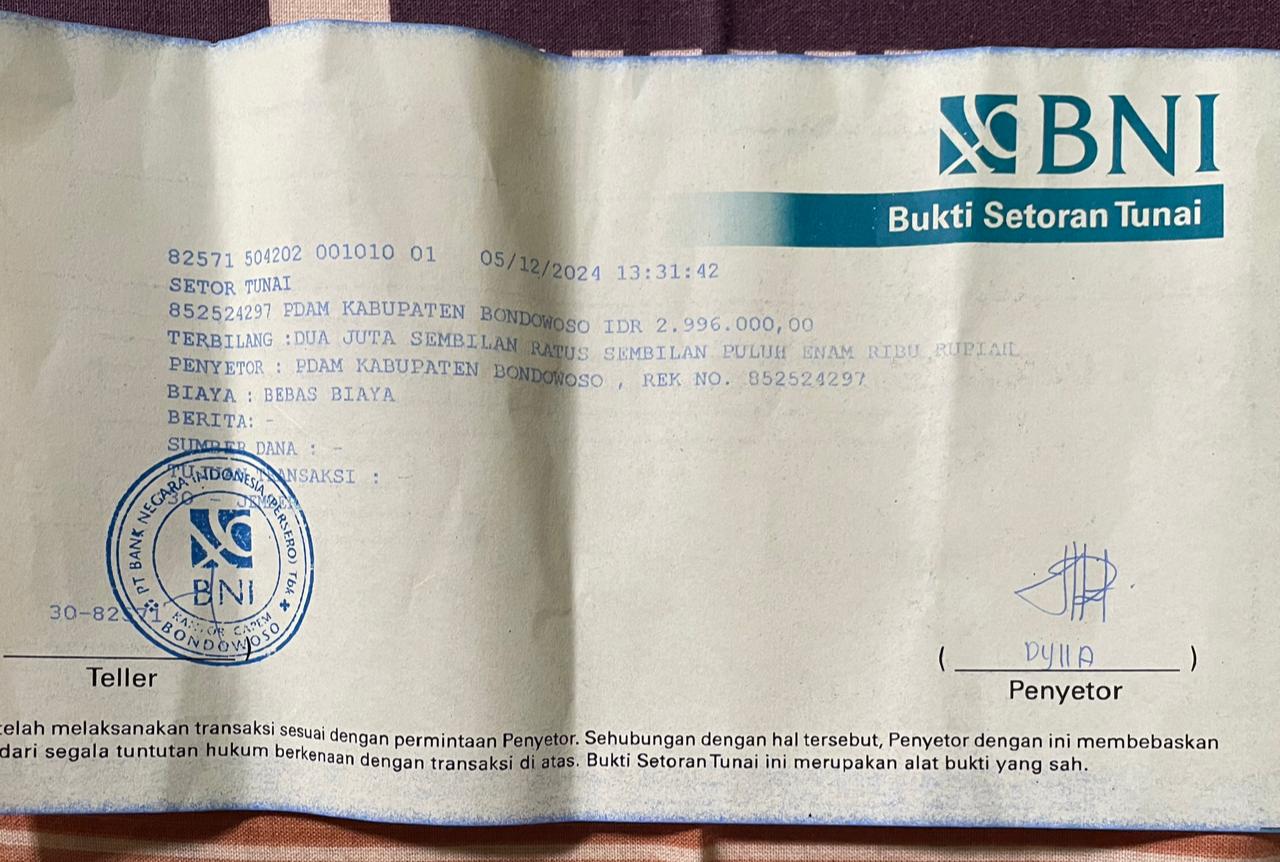 BNI
Bukti Setoran Tunai
82571 504202 001010 01 05/12/2024 13:31:42
SETOR TUNAI
852524297 PDAM KABUPATEN BONDOWOSO IDR 2.996.000,00
TERBILANG :DUA JUTA SEMBILAN RATUS SEMBILAN PULUH ENAM RIBU RUPIAH
PENYETOR : PDAM KABUPATEN BONDOWOSO , REK NO. 852524297
BIAYA : BEBAS BIAYA
BERITA: -
SUMBER DANA : -
TUJUAN TRANSAKSI : -
30 - JEMBER
PT BANK NEGARA INDONESIA (PERSERO) Tbk
BNI
KANTOR CAPEM
BONDOWOSO
30-82571
)
Teller
( DYLLA )
Penyetor
telah melaksanakan transaksi sesuai dengan permintaan Penyetor. Sehubungan dengan hal tersebut, Penyetor dengan ini membebaskan
dari segala tuntutan hukum berkenaan dengan transaksi di atas. Bukti Setoran Tunai ini merupakan alat bukti yang sah.